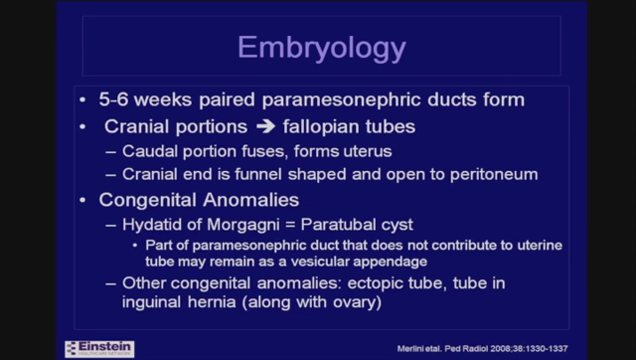 Embryology
• 5-6 weeks paired paramesonephric ducts form
• Cranial portions ➔ fallopian tubes
– Caudal portion fuses, forms uterus
– Cranial end is funnel shaped and open to peritoneum
• Congenital Anomalies
– Hydatid of Morgagni = Paratubal cyst
• Part of paramesonephric duct that does not contribute to uterine
tube may remain as a vesicular appendage
– Other congenital anomalies: ectopic tube, tube in
inguinal hernia (along with ovary)
Einstein
HEALTHCARE NETWORK
Merlini etal. Ped Radiol 2008;38:1330-1337